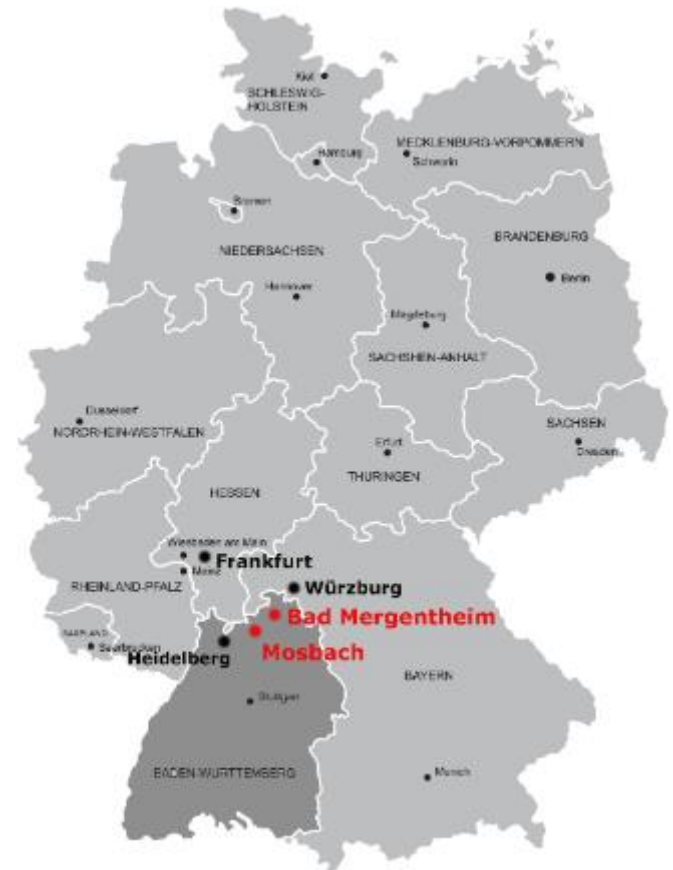 Kiel
SCHLESWIG-
HOLSTEIN
Hamburg
MECKLENBURG-VORPOMMERN
Schwerin
Bremen
NIEDERSACHSEN
BRANDENBURG
Berlin
Hannover
Magdeburg
SACHSHEN-ANHALT
Dusseldorf
NORDRHEIN-WESTFALEN
SACHSEN
Dresden
Erfurt
THURINGEN
HESSEN
Wiesbaden am Main
Frankfurt
Mainz
RHEINLAND-PFALZ
Würzburg
Bad Mergentheim
SAARLAND
Saarbrucken
Heidelberg
Mosbach
BAYERN
Stuttgart
BADEN-WURTTEMBERG
Munich